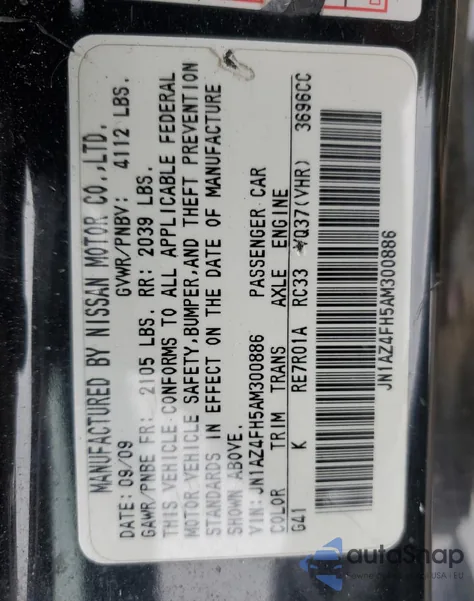 MANUFACTURED BY NISSAN MOTOR CO.,LTD.
DATE: 09/09 GVWR/PNBV: 4112 LBS.
GAWR/PNBE FR: 2105 LBS. RR: 2039 LBS.
THIS VEHICLE CONFORMS TO ALL APPLICABLE FEDERAL
MOTOR VEHICLE SAFETY,BUMPER,AND THEFT PREVENTION
STANDARDS IN EFFECT ON THE DATE OF MANUFACTURE
SHOWN ABOVE.
VIN: JN1AZ4FH5AM300886 PASSENGER CAR
COLOR TRIM TRANS AXLE ENGINE
G41 K RE7R01A RC33 VQ37(VHR) 3696CC
JN1AZ4FH5AM300886
autoSnap